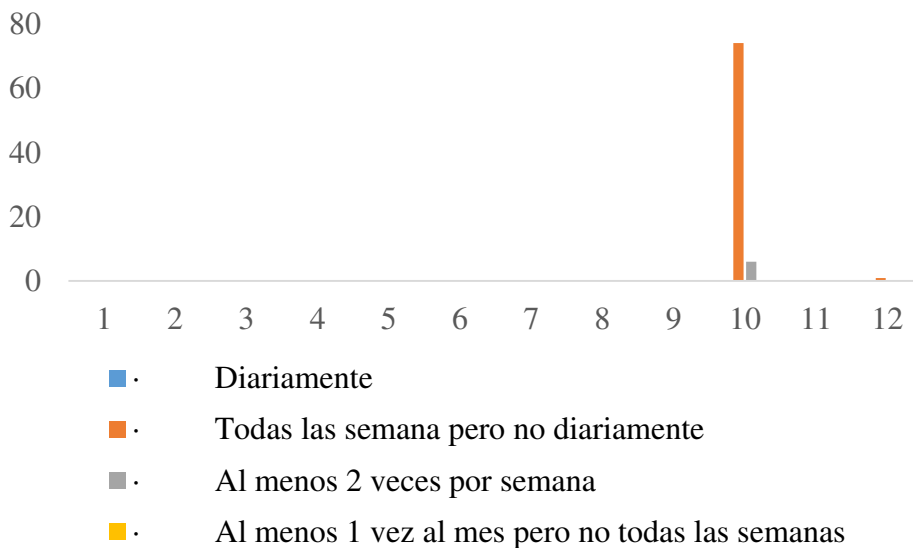 80
60
40
20
0
1 2 3 4 5 6 7 8 9 10 11 12
· Diariamente
· Todas las semana pero no diariamente
· Al menos 2 veces por semana
· Al menos 1 vez al mes pero no todas las semanas